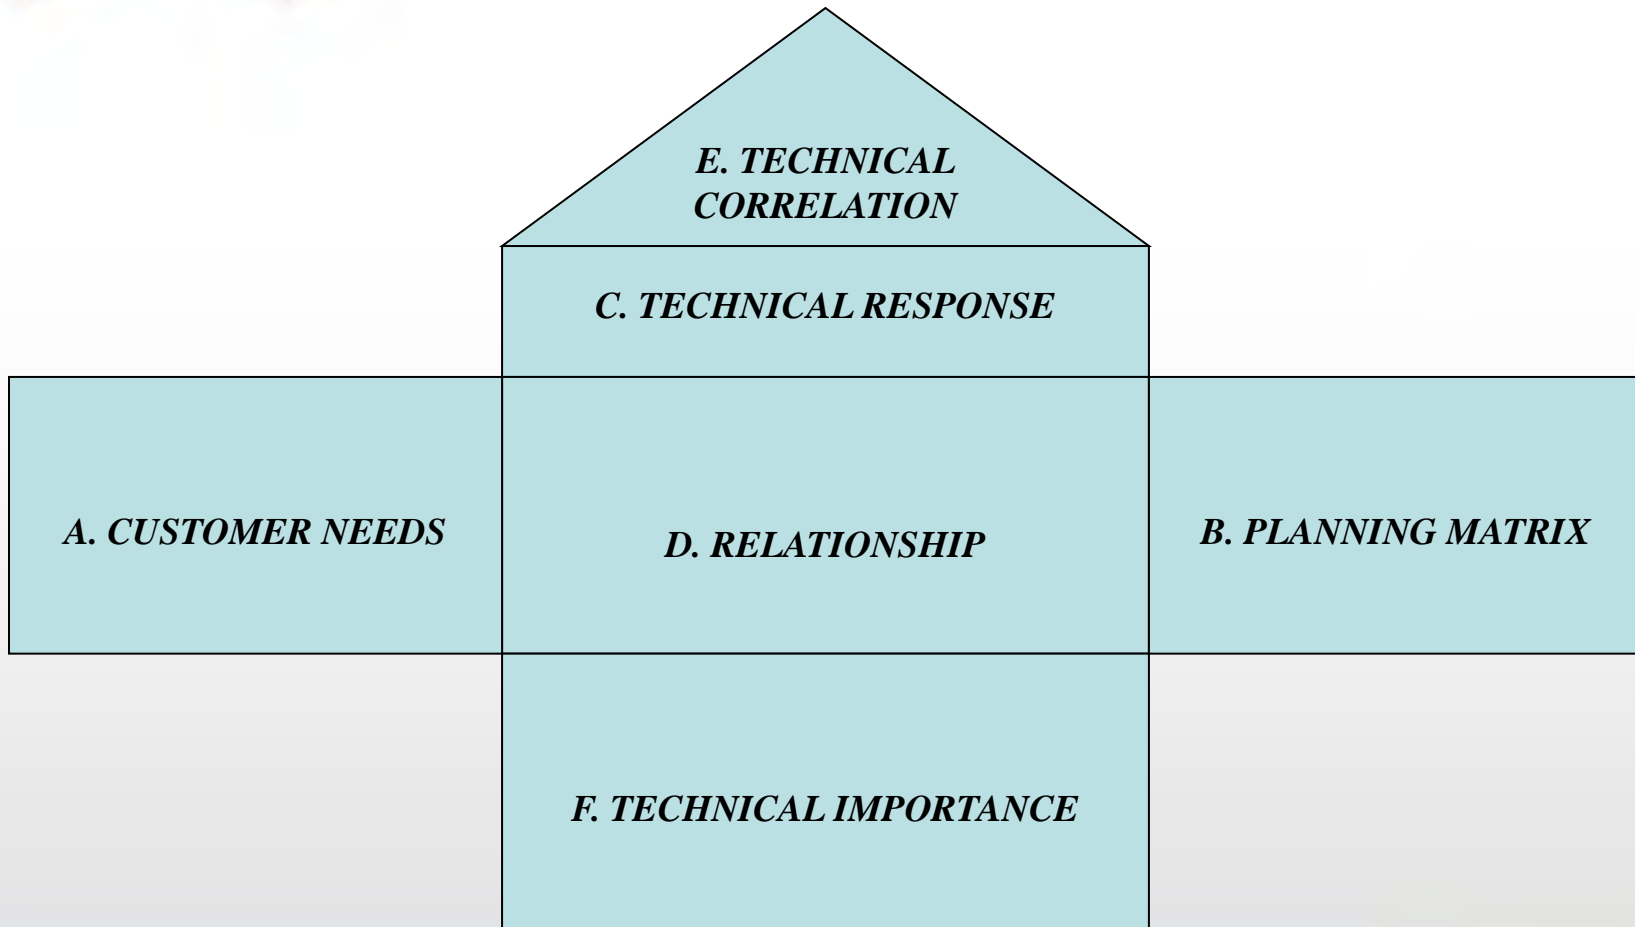 E. TECHNICAL
CORRELATION
C. TECHNICAL RESPONSE
A. CUSTOMER NEEDS
D. RELATIONSHIP
B. PLANNING MATRIX
F. TECHNICAL IMPORTANCE